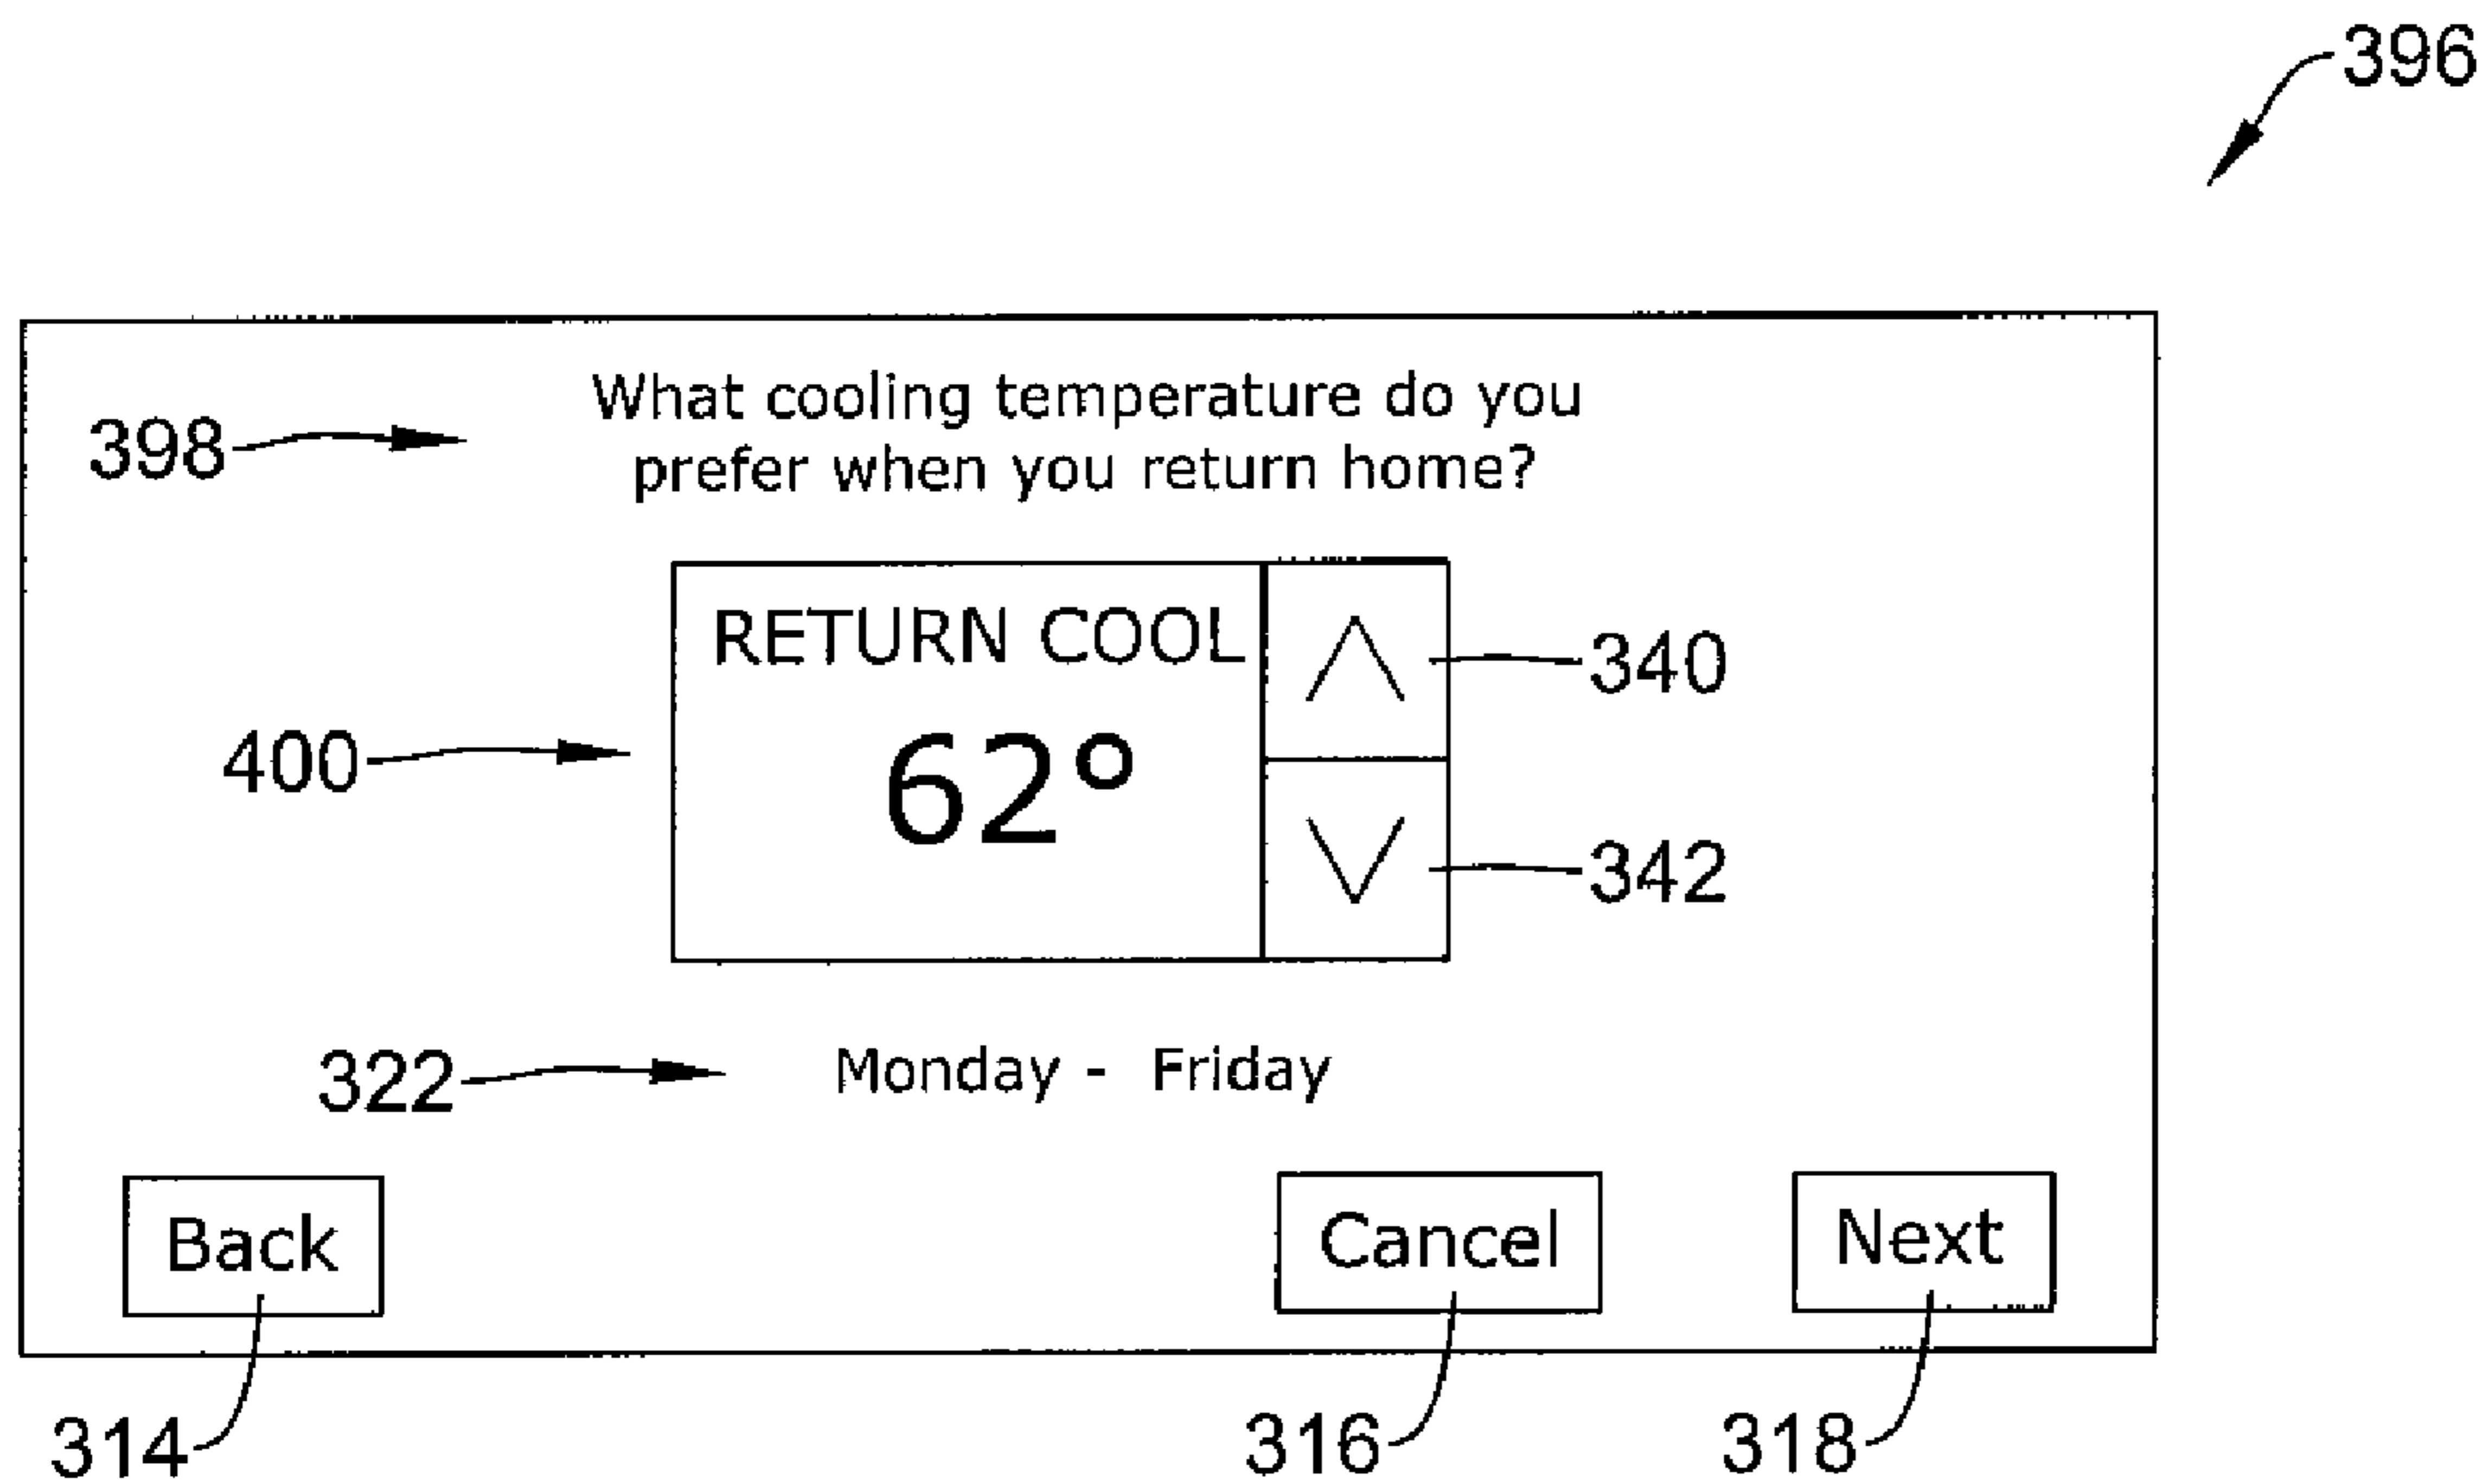 396
What cooling temperature do you
398
prefer when you return home?
RETURN COOL
340
400
62°
342
322
Monday - Friday
Back
Cancel
Next
314
316
318